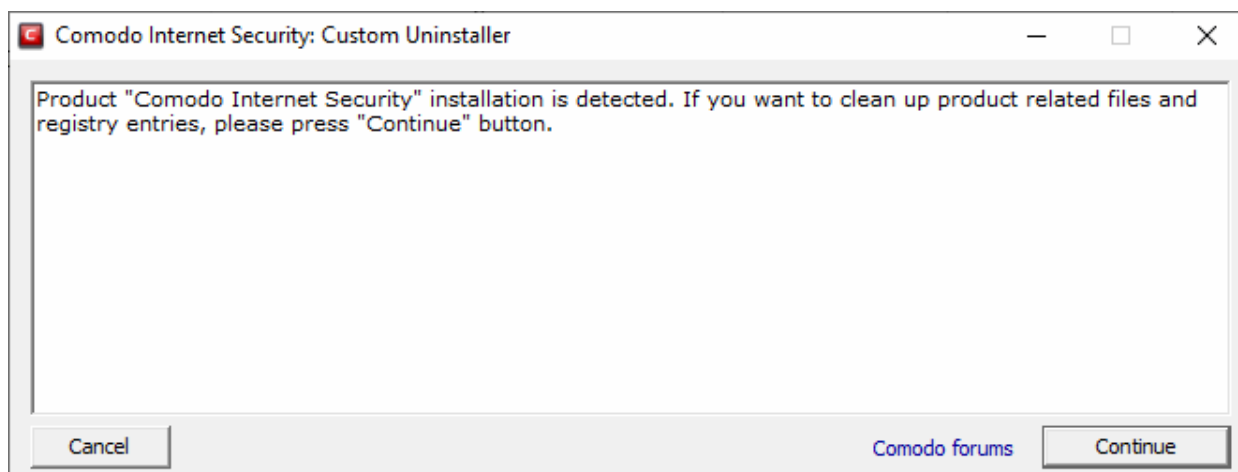 Comodo Internet Security: Custom Uninstaller
Product "Comodo Internet Security" installation is detected. If you want to clean up product related files and
registry entries, please press "Continue" button.
Cancel
Comodo forums
Continue